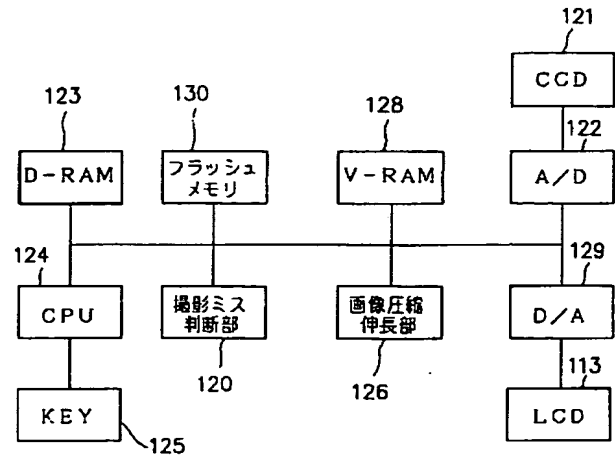 121
CCD
123
130
128
122
D-RAM
フラッシュ
メモリ
V-RAM
A/D
124
129
CPU
撮影ミス
判断部
画像圧縮
伸長部
D/A
120
126
113
KEY
125
LCD